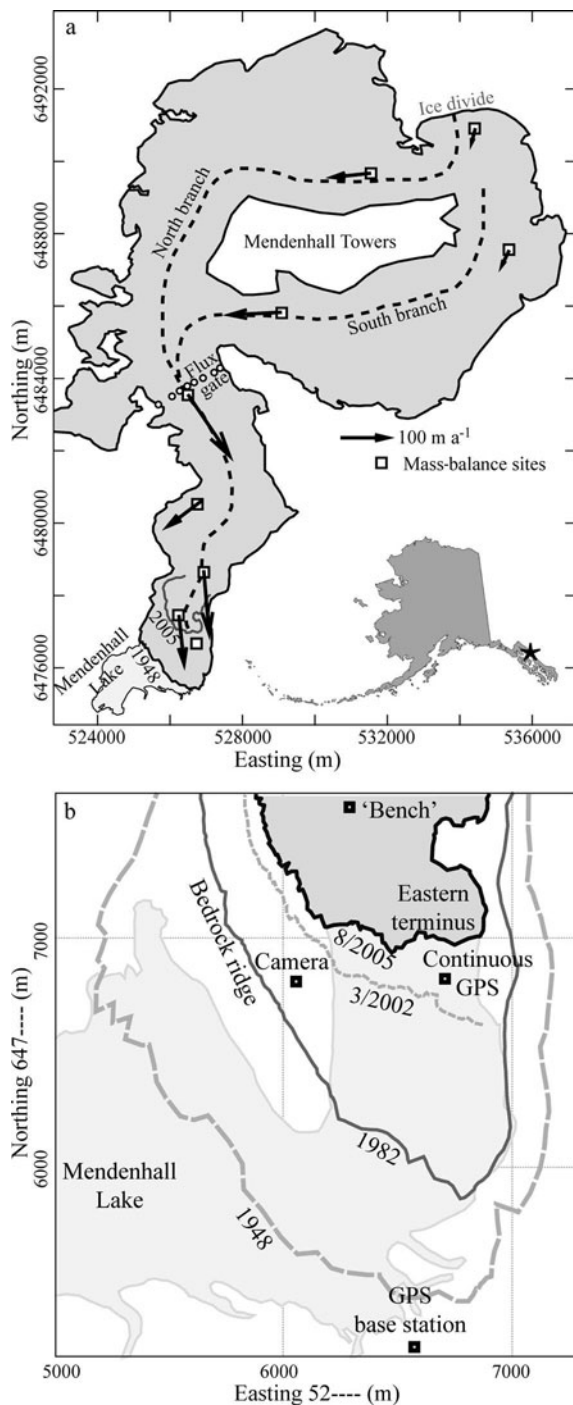 a
6492000
Ice divide
North branch
6488000
Mendenhall Towers
South branch
Northing (m)
6484000
Flux
gate
100 m a⁻¹
Mass-balance sites
6480000
2005
Mendenhall
Lake
1948
6476000
524000 528000 532000 536000
Easting (m)
b
'Bench'
Eastern
terminus
Bedrock ridge
7000
8/2005
Camera
Continuous
GPS
3/2002
Northing 647---- (m)
1982
6000
Mendenhall
Lake
1948
GPS
base station
5000 6000 7000
Easting 52---- (m)